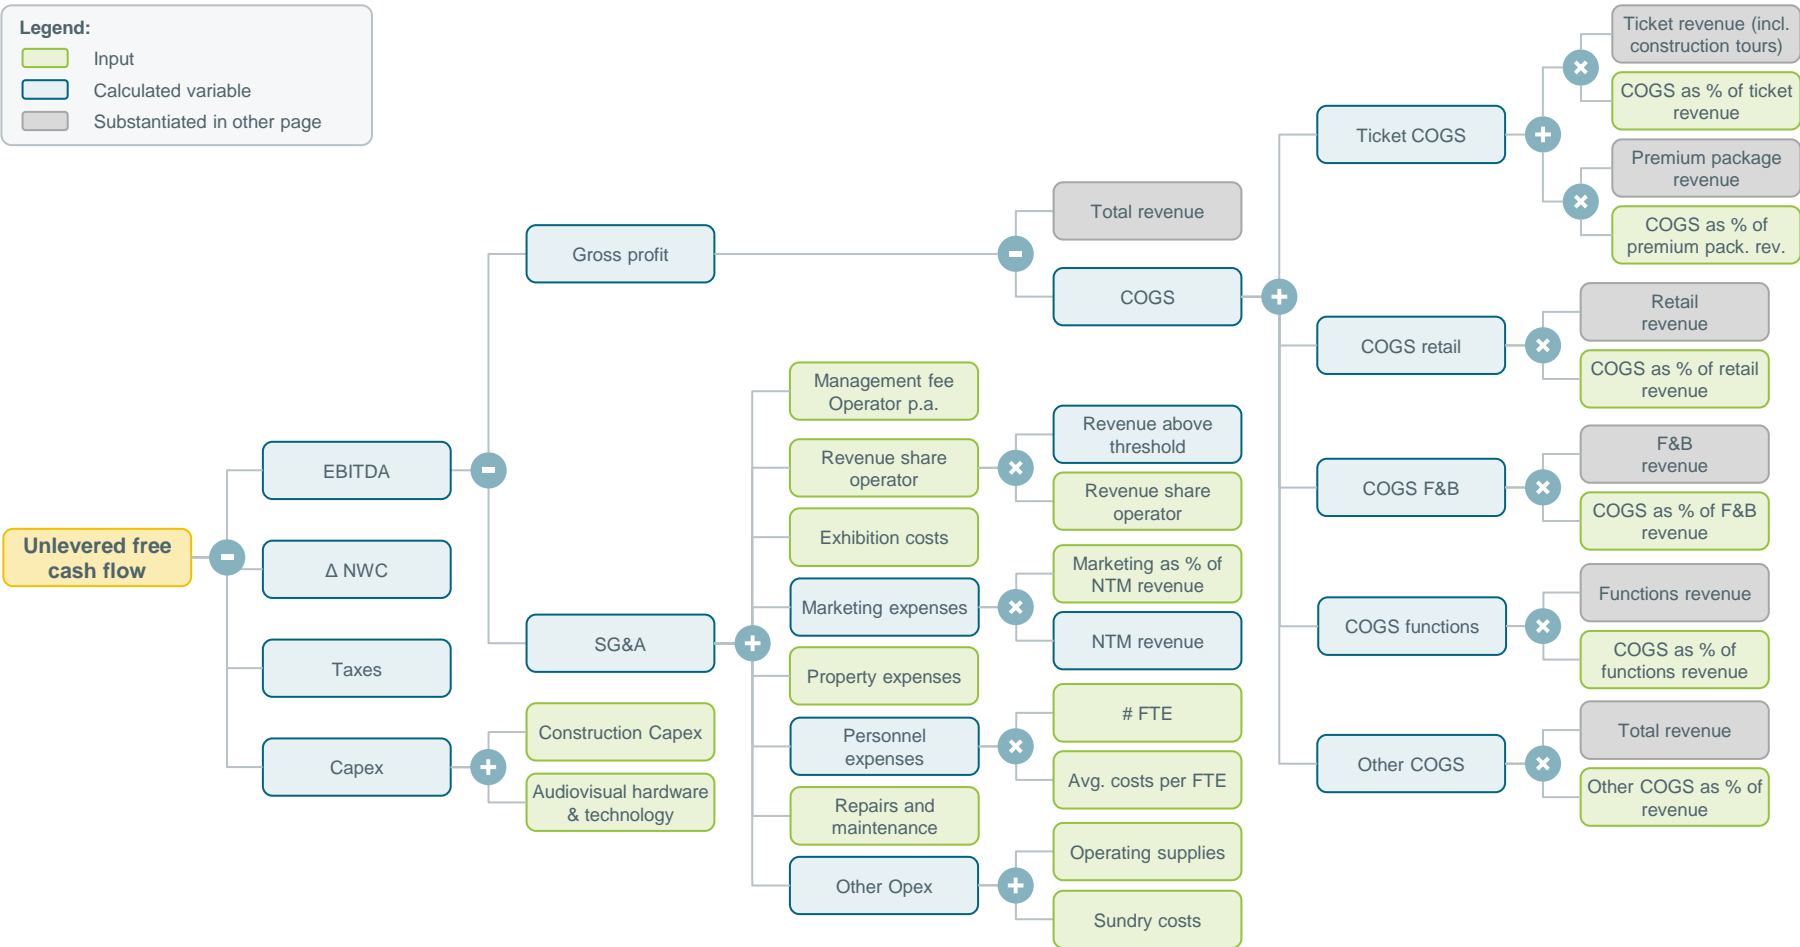 Legend:
Input
Calculated variable
Substantiated in other page
Unlevered free
cash flow
EBITDA
Δ NWC
Taxes
Capex
Gross profit
SG&A
Construction Capex
Audiovisual hardware
& technology
Management fee
Operator p.a.
Revenue share
operator
Exhibition costs
Marketing expenses
Property expenses
Personnel
expenses
Repairs and
maintenance
Other Opex
Total revenue
COGS
Revenue above
threshold
Revenue share
operator
Marketing as % of
NTM revenue
NTM revenue
# FTE
Avg. costs per FTE
Operating supplies
Sundry costs
Ticket COGS
COGS retail
COGS F&B
COGS functions
Other COGS
Ticket revenue (incl.
construction tours)
COGS as % of ticket
revenue
Premium package
revenue
COGS as % of
premium pack. rev.
Retail
revenue
COGS as % of retail
revenue
F&B
revenue
COGS as % of F&B
revenue
Functions revenue
COGS as % of
functions revenue
Total revenue
Other COGS as % of
revenue